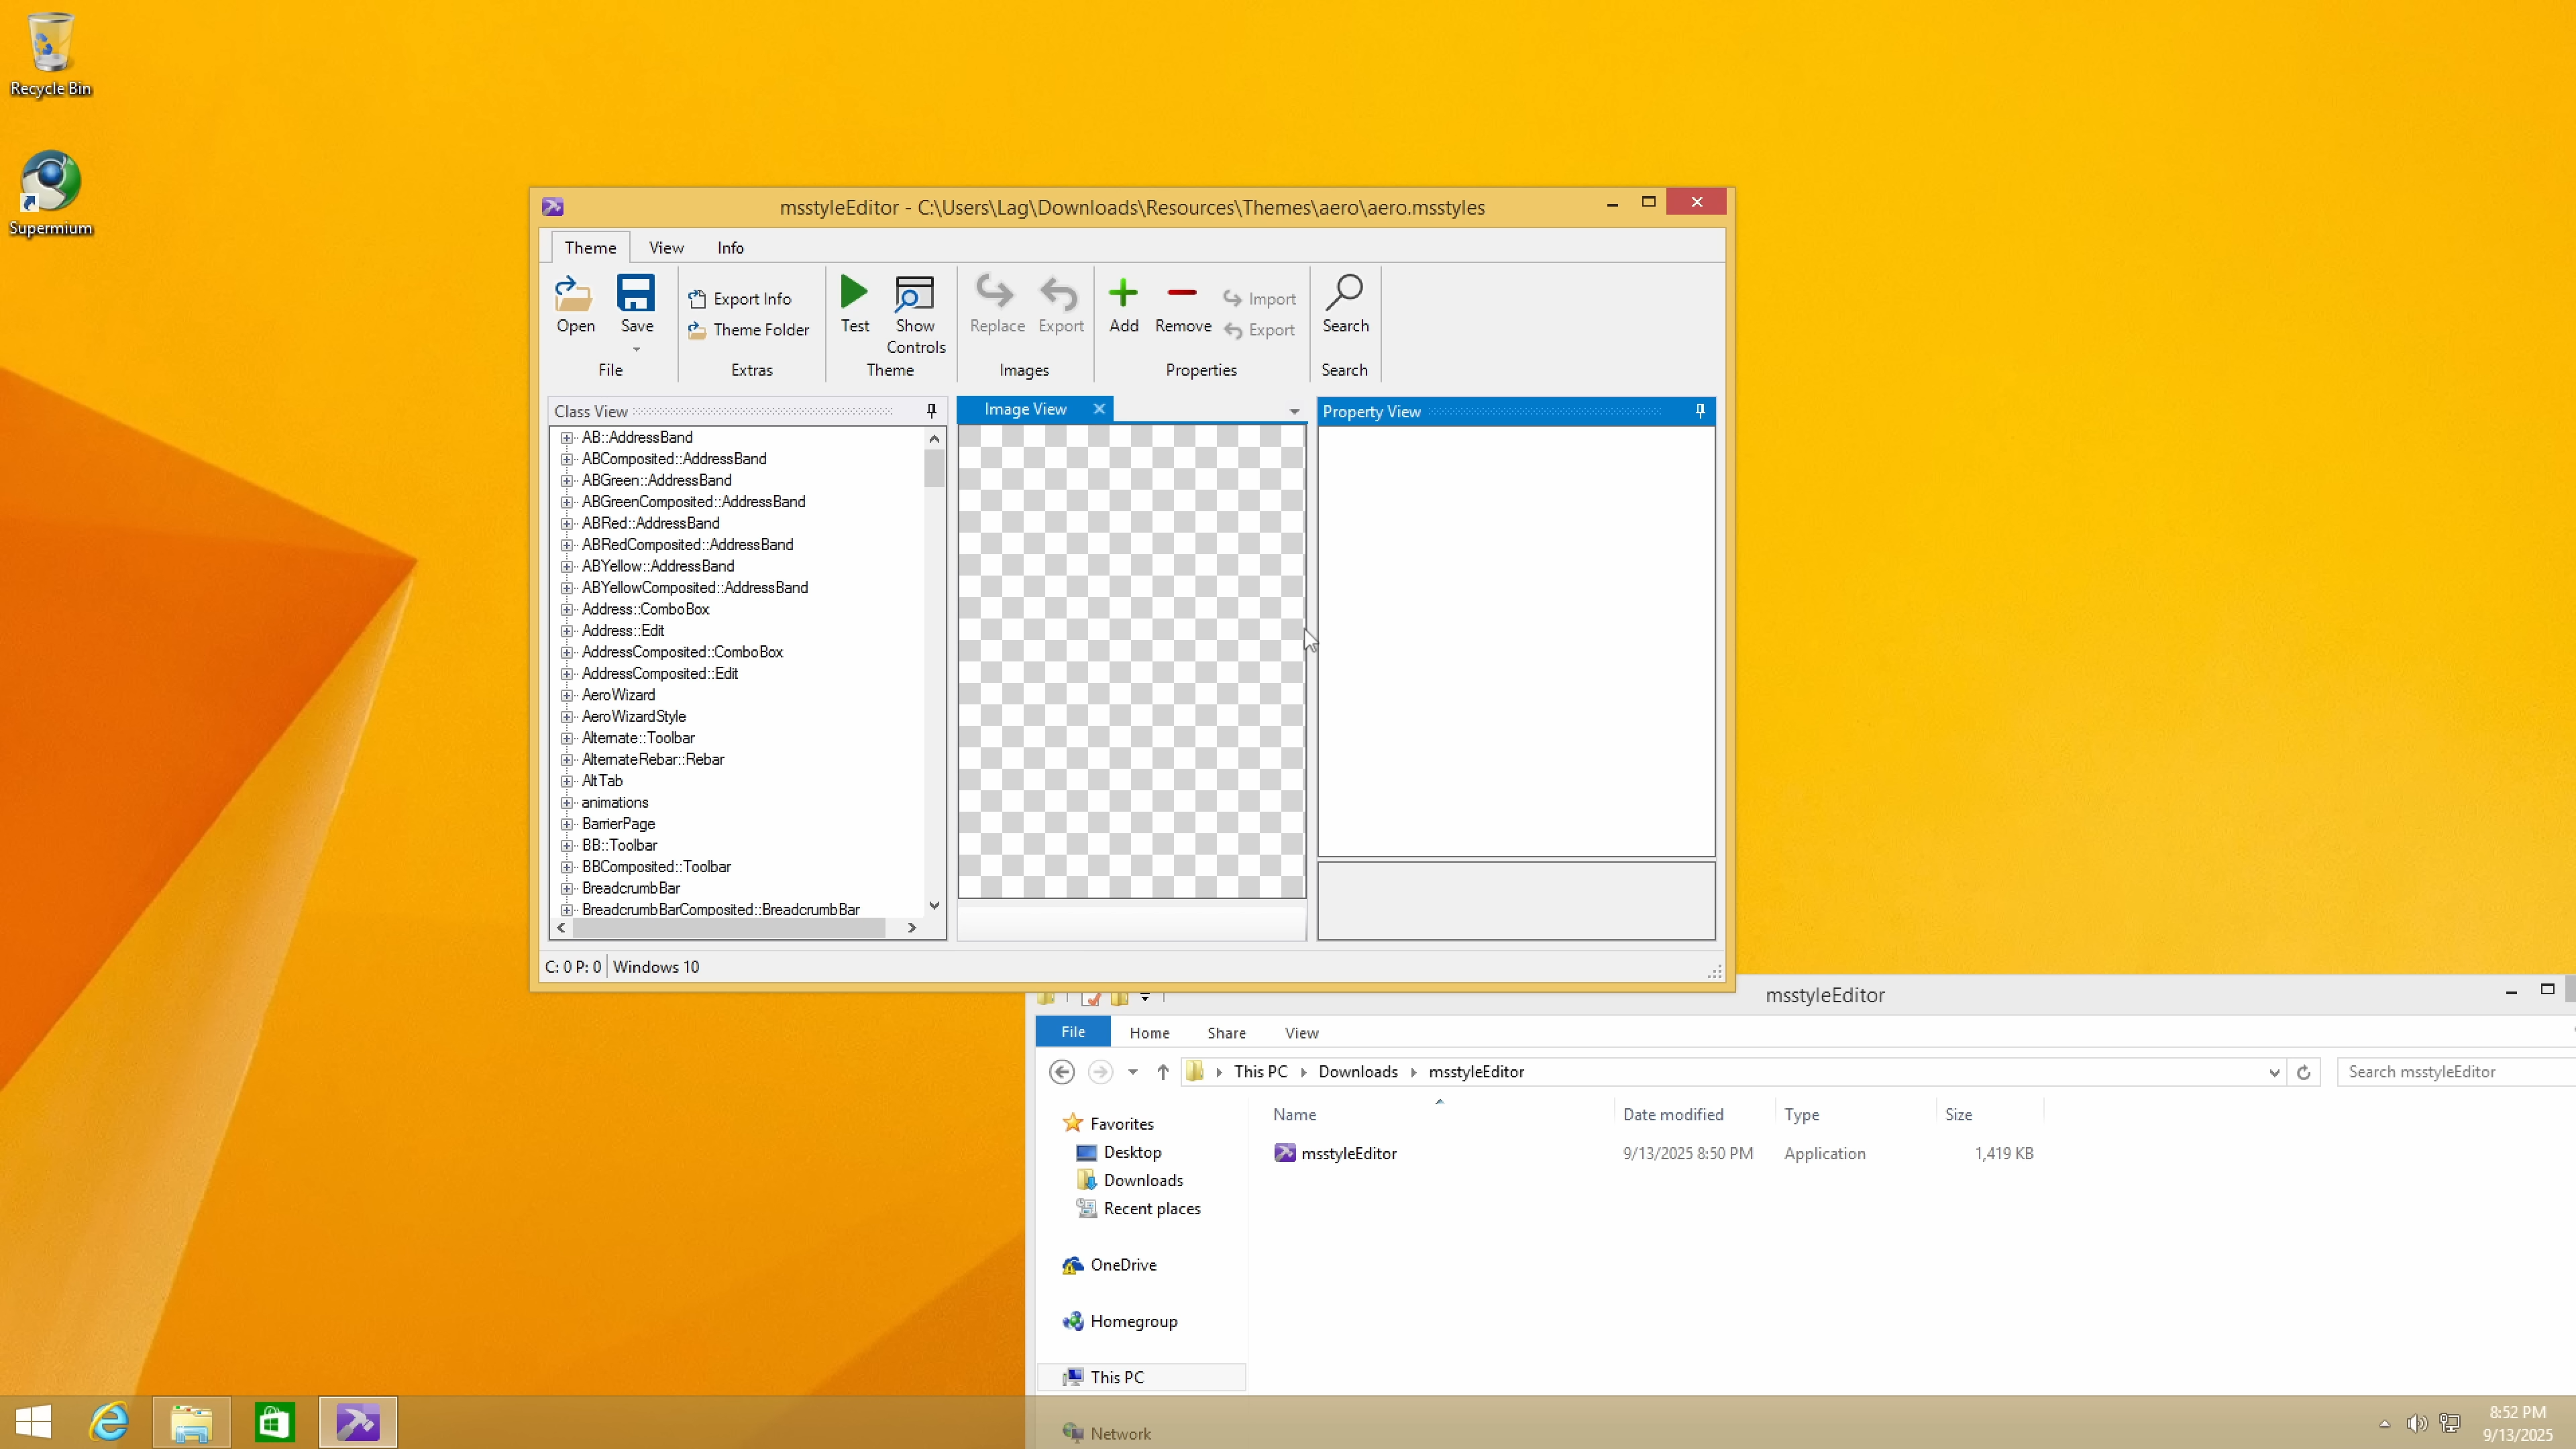 Recycle Bin
Supermium
msstyleEditor - C:\Users\Lag\Downloads\Resources\Themes\aero\aero.msstyles
Theme View Info
Open
Save
File
Export Info
Theme Folder
Extras
Test
Show
Controls
Theme
Replace
Export
Images
Add
Remove
Import
Export
Properties
Search
Search
Class View
AB::AddressBand
ABComposited::AddressBand
ABGreen::AddressBand
ABGreenComposited::AddressBand
ABRed::AddressBand
ABRedComposited::AddressBand
ABYellow::AddressBand
ABYellowComposited::AddressBand
Address::ComboBox
Address::Edit
AddressComposited::ComboBox
AddressComposited::Edit
AeroWizard
AeroWizardStyle
Alternate::Toolbar
AlternateRebar::Rebar
AltTab
animations
BarrierPage
BB::Toolbar
BBComposited::Toolbar
BreadcrumbBar
BreadcrumbBarComposited::BreadcrumbBar
Image View
Property View
C: 0 P: 0 Windows 10
msstyleEditor
File Home Share View
This PC Downloads msstyleEditor
Search msstyleEditor
Favorites
Desktop
Downloads
Recent places
OneDrive
Homegroup
This PC
Network
Name Date modified Type Size
msstyleEditor 9/13/2025 8:50 PM Application 1,419 KB
8:52 PM
9/13/2025